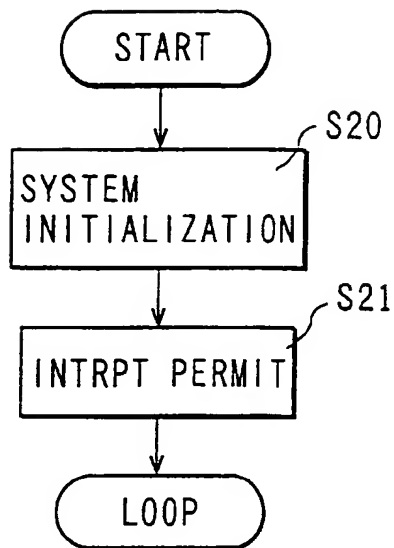 START
S20
SYSTEM
INITIALIZATION
S21
INTRPT PERMIT
LOOP